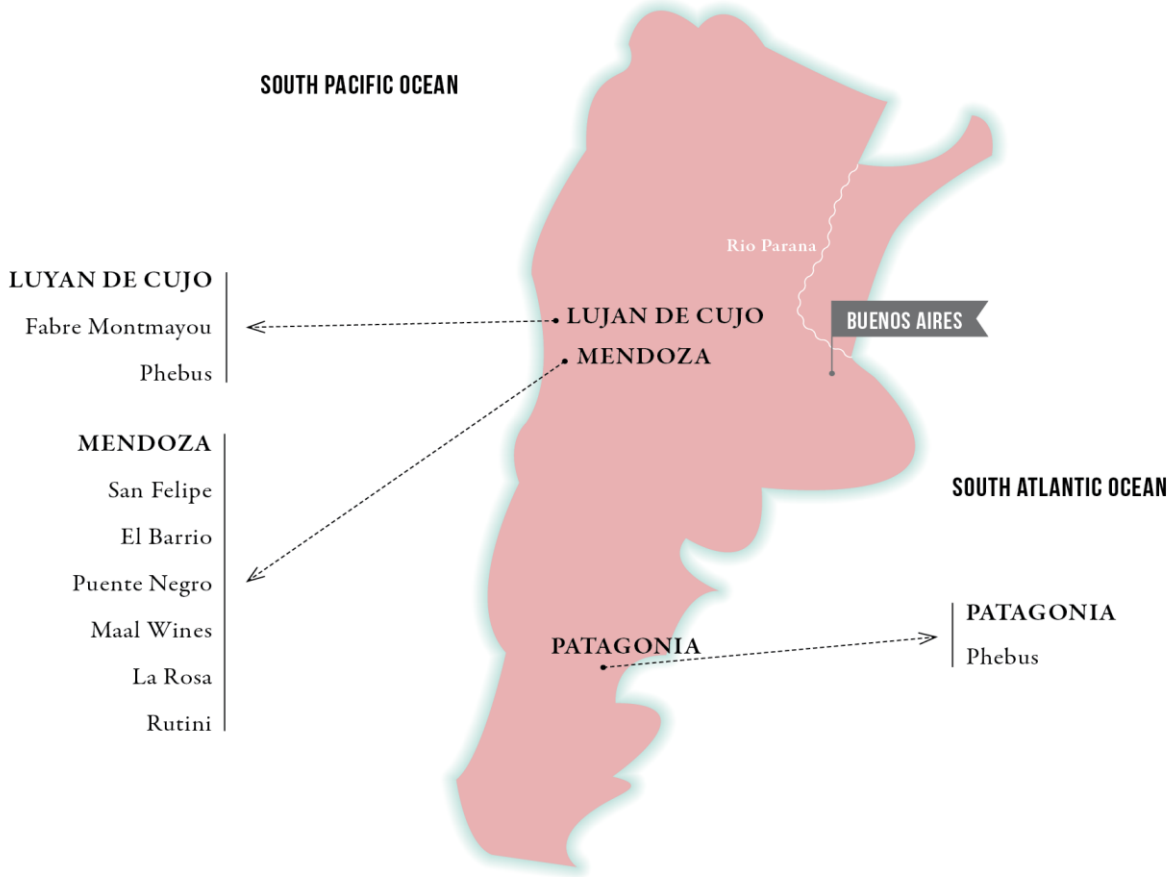 SOUTH PACIFIC OCEAN
Rio Parana
LUYAN DE CUJO
Fabre Montmayou
Phebus
LUJAN DE CUJO
MENDOZA
BUENOS AIRES
MENDOZA
San Felipe
El Barrio
Puente Negro
Maal Wines
La Rosa
Rutini
SOUTH ATLANTIC OCEAN
PATAGONIA
PATAGONIA
Phebus